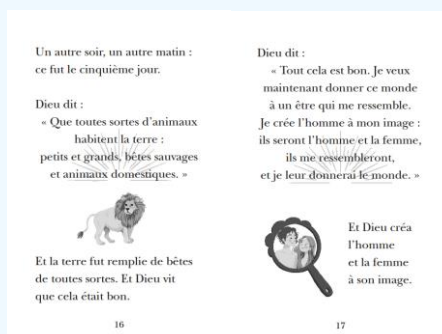 Un autre soir, un autre matin :
ce fut le cinquième jour.
Dieu dit :
« Que toutes sortes d'animaux
habitent la terre :
petits et grands, bêtes sauvages
et animaux domestiques. »
Et la terre fut remplie de bêtes
de toutes sortes. Et Dieu vit
que cela était bon.
16
Dieu dit :
« Tout cela est bon. Je veux
maintenant donner ce monde
à un être qui me ressemble.
Je crée l'homme à mon image :
ils seront l'homme et la femme,
ils me ressembleront,
et je leur donnerai le monde. »
Et Dieu créa
l'homme
et la femme
à son image.
17